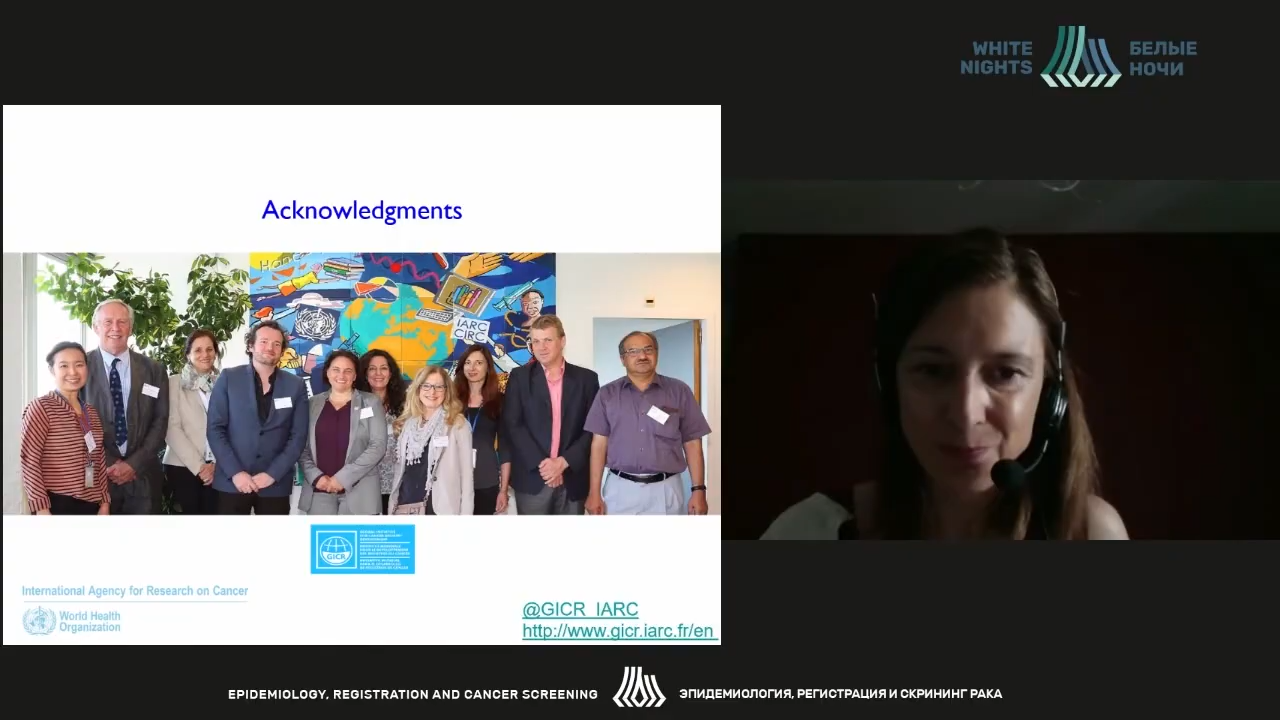 WHITE
NIGHTS
БЕЛЫЕ
НОЧИ
Acknowledgments
IARC
CIRC
GICR
International Agency for Research on Cancer
World Health
Organization
@GICR_IARC
http://www.gicr.iarc.fr/en
EPIDEMIOLOGY, REGISTRATION AND CANCER SCREENING
ЭПИДЕМИОЛОГИЯ, РЕГИСТРАЦИЯ И СКРИНИНГ РАКА